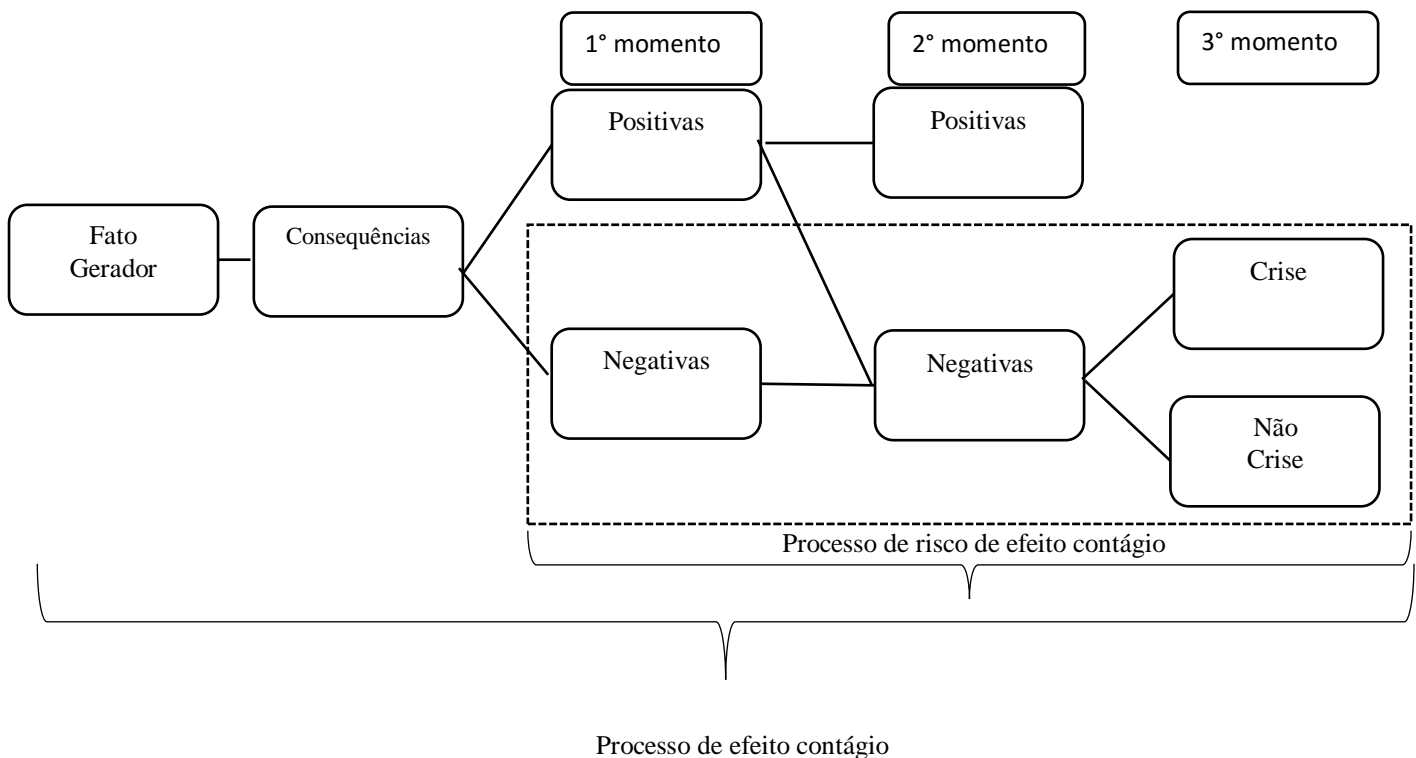 1° momento
2° momento
3° momento
Positivas
Positivas
Fato
Gerador
Consequências
Crise
Negativas
Negativas
Não
Crise
Processo de risco de efeito contágio
Processo de efeito contágio